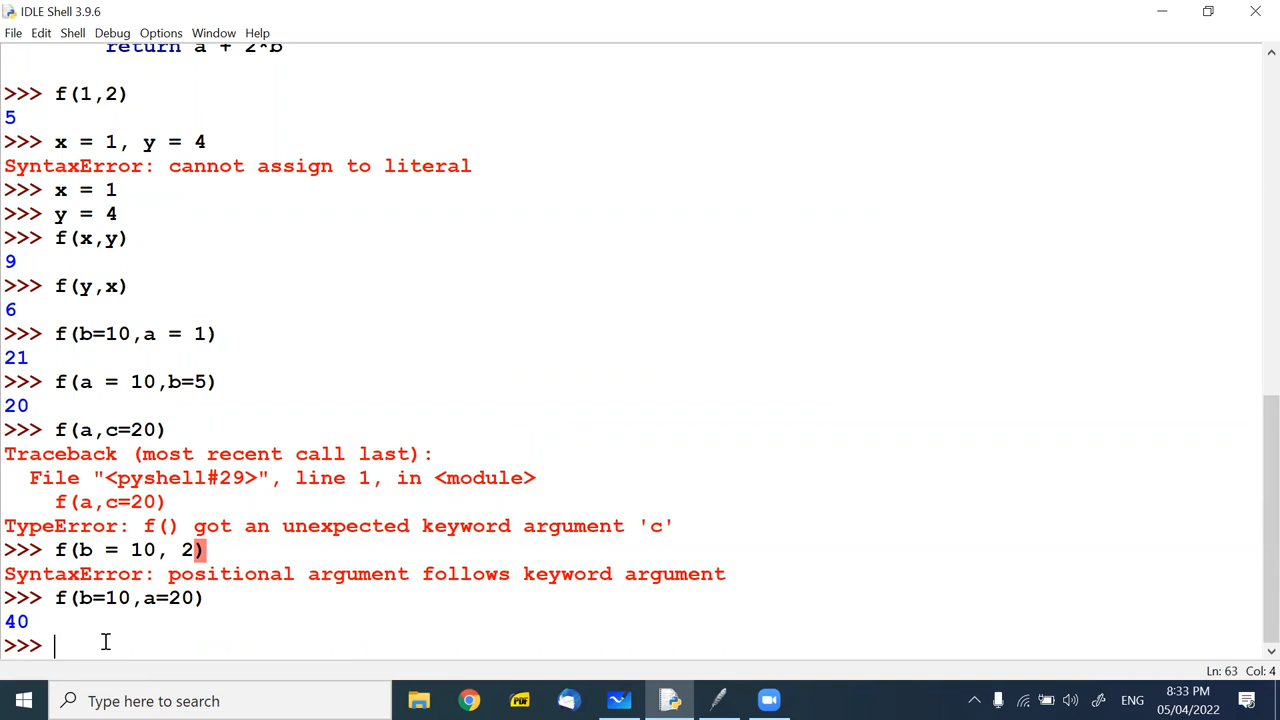 IDLE Shell 3.9.6
File Edit Shell Debug Options Window Help
return a + 2*b
>>> f(1,2)
5
>>> x = 1, y = 4
SyntaxError: cannot assign to literal
>>> x = 1
>>> y = 4
>>> f(x,y)
9
>>> f(y,x)
6
>>> f(b=10,a = 1)
21
>>> f(a = 10,b=5)
20
>>> f(a,c=20)
Traceback (most recent call last):
  File "<pyshell#29>", line 1, in <module>
    f(a,c=20)
TypeError: f() got an unexpected keyword argument 'c'
>>> f(b = 10, 2)
SyntaxError: positional argument follows keyword argument
>>> f(b=10,a=20)
40
>>>
Ln: 63 Col: 4
Type here to search
PDF
ENG
8:33 PM
05/04/2022